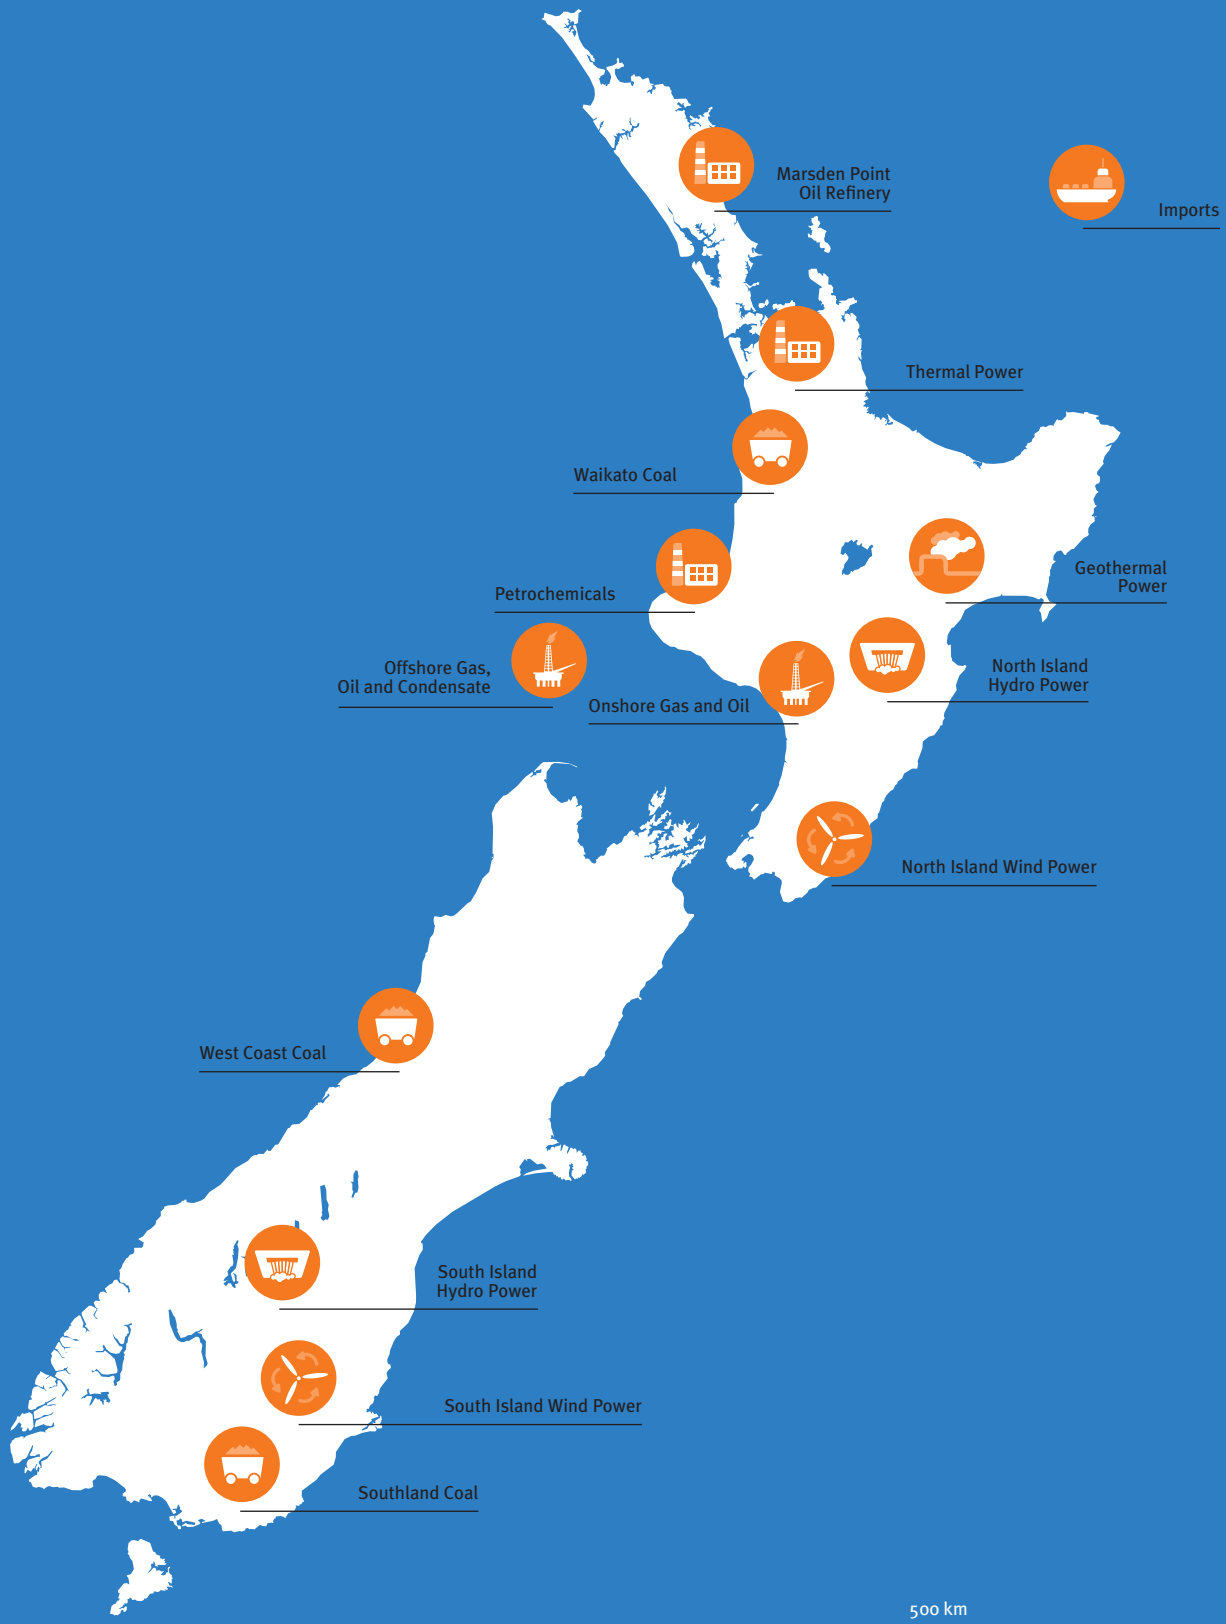 Marsden Point
Oil Refinery
Imports
Thermal Power
Waikato Coal
Geothermal
Power
Petrochemicals
Offshore Gas,
Oil and Condensate
North Island
Hydro Power
Onshore Gas and Oil
North Island Wind Power
West Coast Coal
South Island
Hydro Power
South Island Wind Power
Southland Coal
500 km